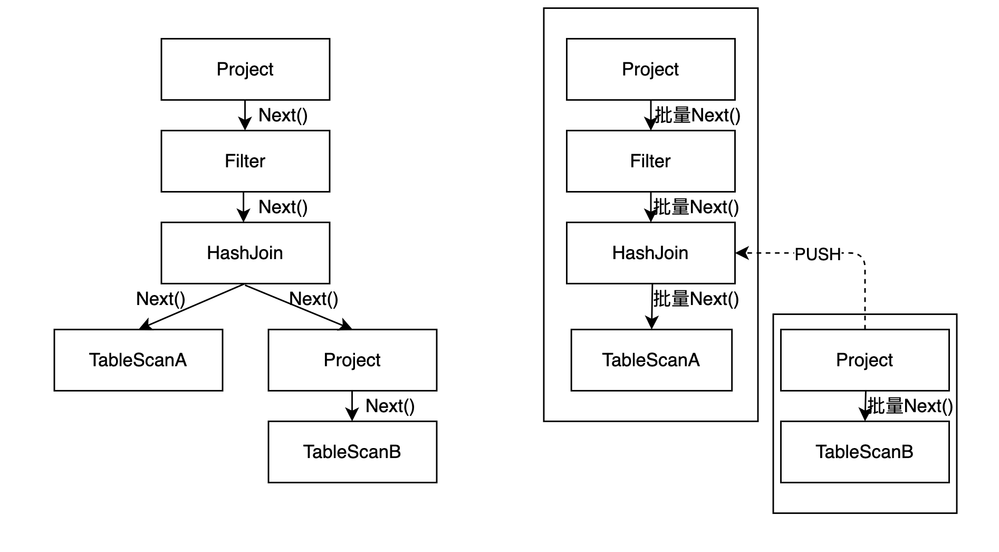 Project
Next()
Filter
Next()
HashJoin
Next()
Next()
TableScanA
Project
Next()
TableScanB
Project
批量Next()
Filter
批量Next()
HashJoin
PUSH
批量Next()
TableScanA
Project
批量Next()
TableScanB